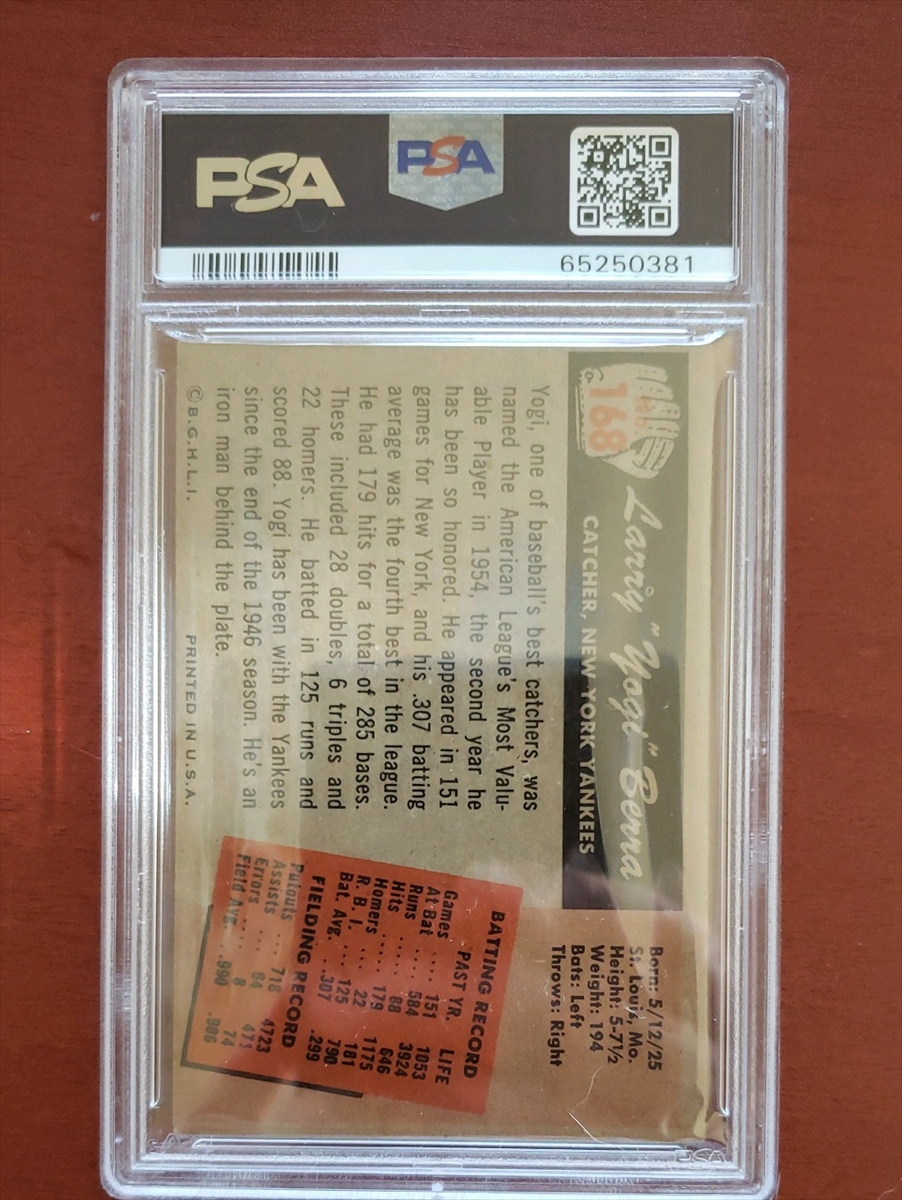 PSA
PSA
65250381
No.
168
Larry "Yogi" Berra
CATCHER, NEW YORK YANKEES
Born: 5/12/25
St. Louis, Mo.
Height: 5-7½
Weight: 194
Bats: Left
Throws: Right
Yogi, one of baseball's best catchers, was
named the American League's Most Valu-
able Player in 1954, the second year he
has been so honored. He appeared in 151
games for New York, and his .307 batting
average was the fourth best in the league.
He had 179 hits for a total of 285 bases.
These included 28 doubles, 6 triples and
22 homers. He batted in 125 runs and
scored 88. Yogi has been with the Yankees
since the end of the 1946 season. He's an
iron man behind the plate.
©B.G.H.L.I. PRINTED IN U.S.A.
BATTING RECORD
PAST YR. LIFE
Games .... 151 1053
At Bat .... 584 3924
Runs ..... 88 646
Hits ...... 179 1175
Homers .... 22 181
R. B. I. .... 125 790
Bat. Avg. .. .307 .299
FIELDING RECORD
Putouts ... 718 4723
Assists .... 64 471
Errors .... 8 74
Field Avg. .. .990 .986
PSA